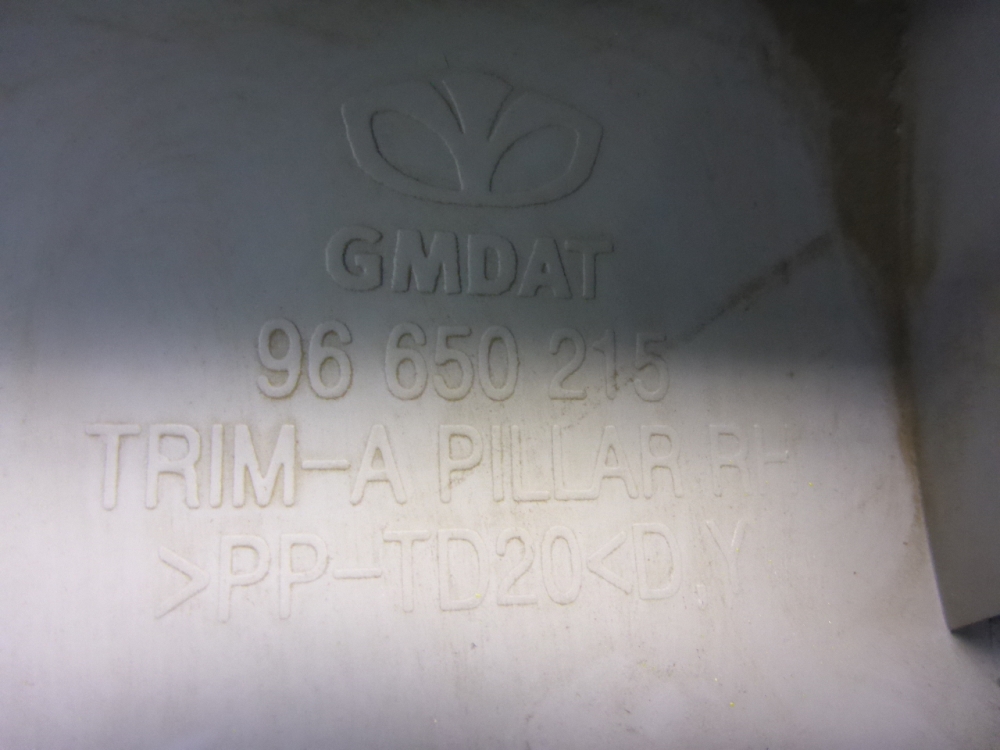 GMDAT
96 650 215
TRIM-A PILLAR RH
>PP-TD20<D.Y